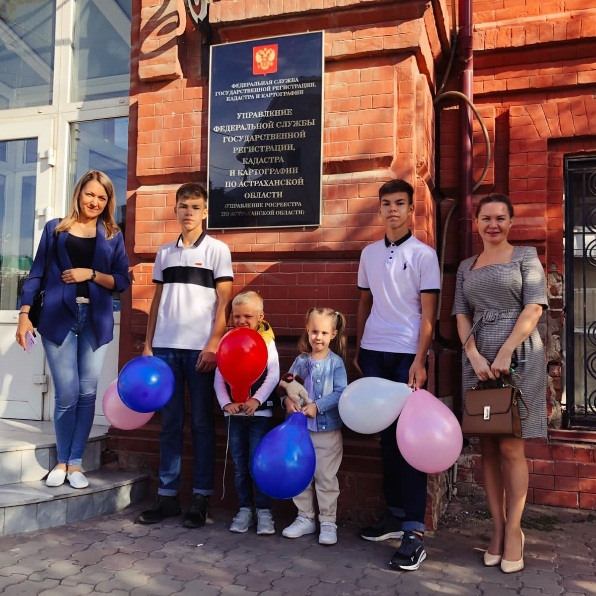 ФЕДЕРАЛЬНАЯ СЛУЖБА
ГОСУДАРСТВЕННОЙ РЕГИСТРАЦИИ,
КАДАСТРА И КАРТОГРАФИИ
УПРАВЛЕНИЕ
ФЕДЕРАЛЬНОЙ СЛУЖБЫ
ГОСУДАРСТВЕННОЙ
РЕГИСТРАЦИИ,
КАДАСТРА
И КАРТОГРАФИИ
ПО АСТРАХАНСКОЙ
ОБЛАСТИ
(УПРАВЛЕНИЕ РОСРЕЕСТРА
ПО АСТРАХАНСКОЙ ОБЛАСТИ)